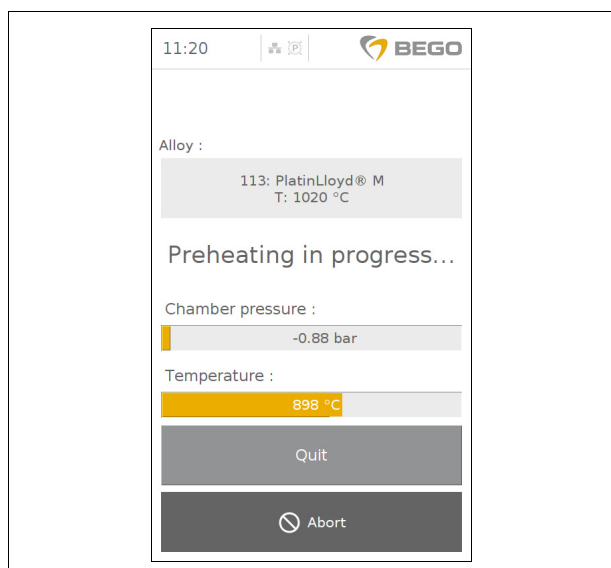 11:20
P
BEGO
Alloy :
113: PlatinLloyd® M
T: 1020 °C
Preheating in progress...
Chamber pressure :
-0.88 bar
Temperature :
898 °C
Quit
Abort